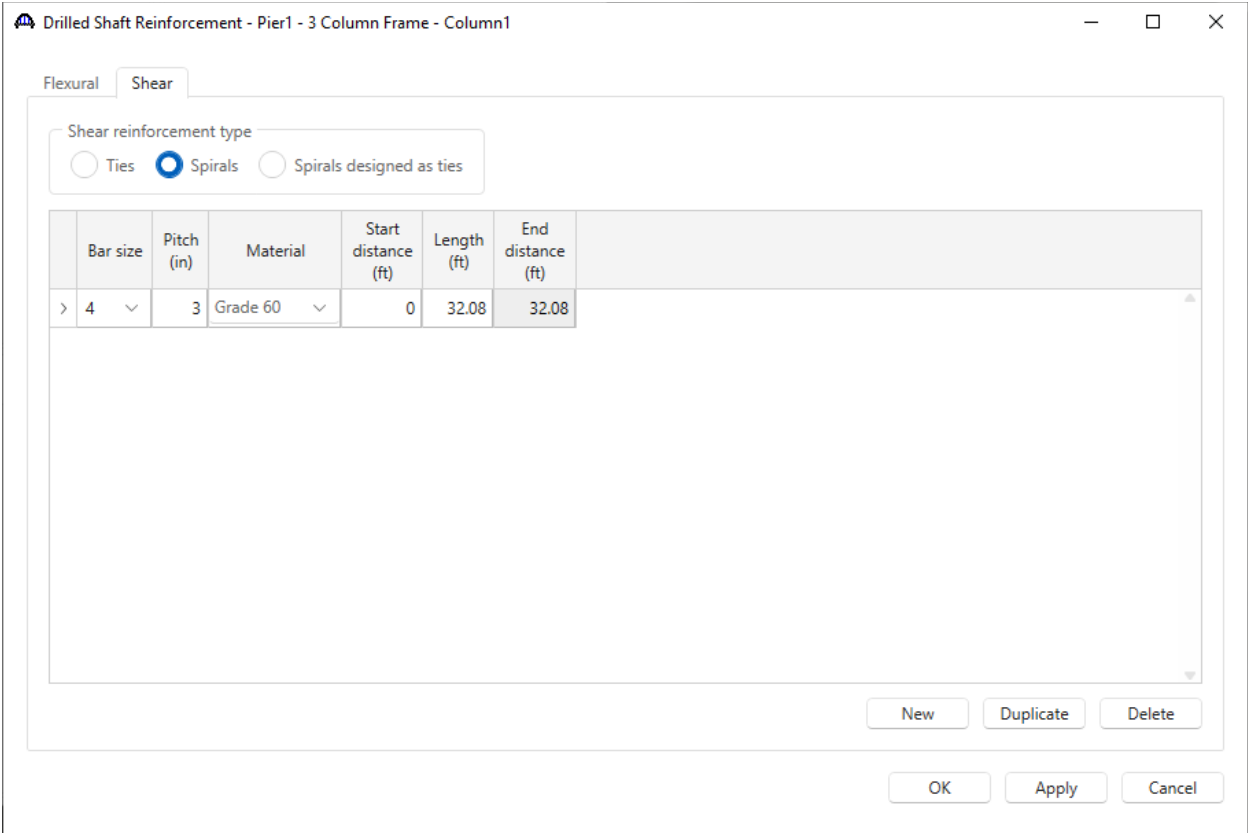 Drilled Shaft Reinforcement - Pier1 - 3 Column Frame - Column1
Flexural Shear
Shear reinforcement type
Ties Spirals Spirals designed as ties
Bar size Pitch (in) Material Start distance (ft) Length (ft) End distance (ft)
4 3 Grade 60 0 32.08 32.08
New Duplicate Delete
OK Apply Cancel